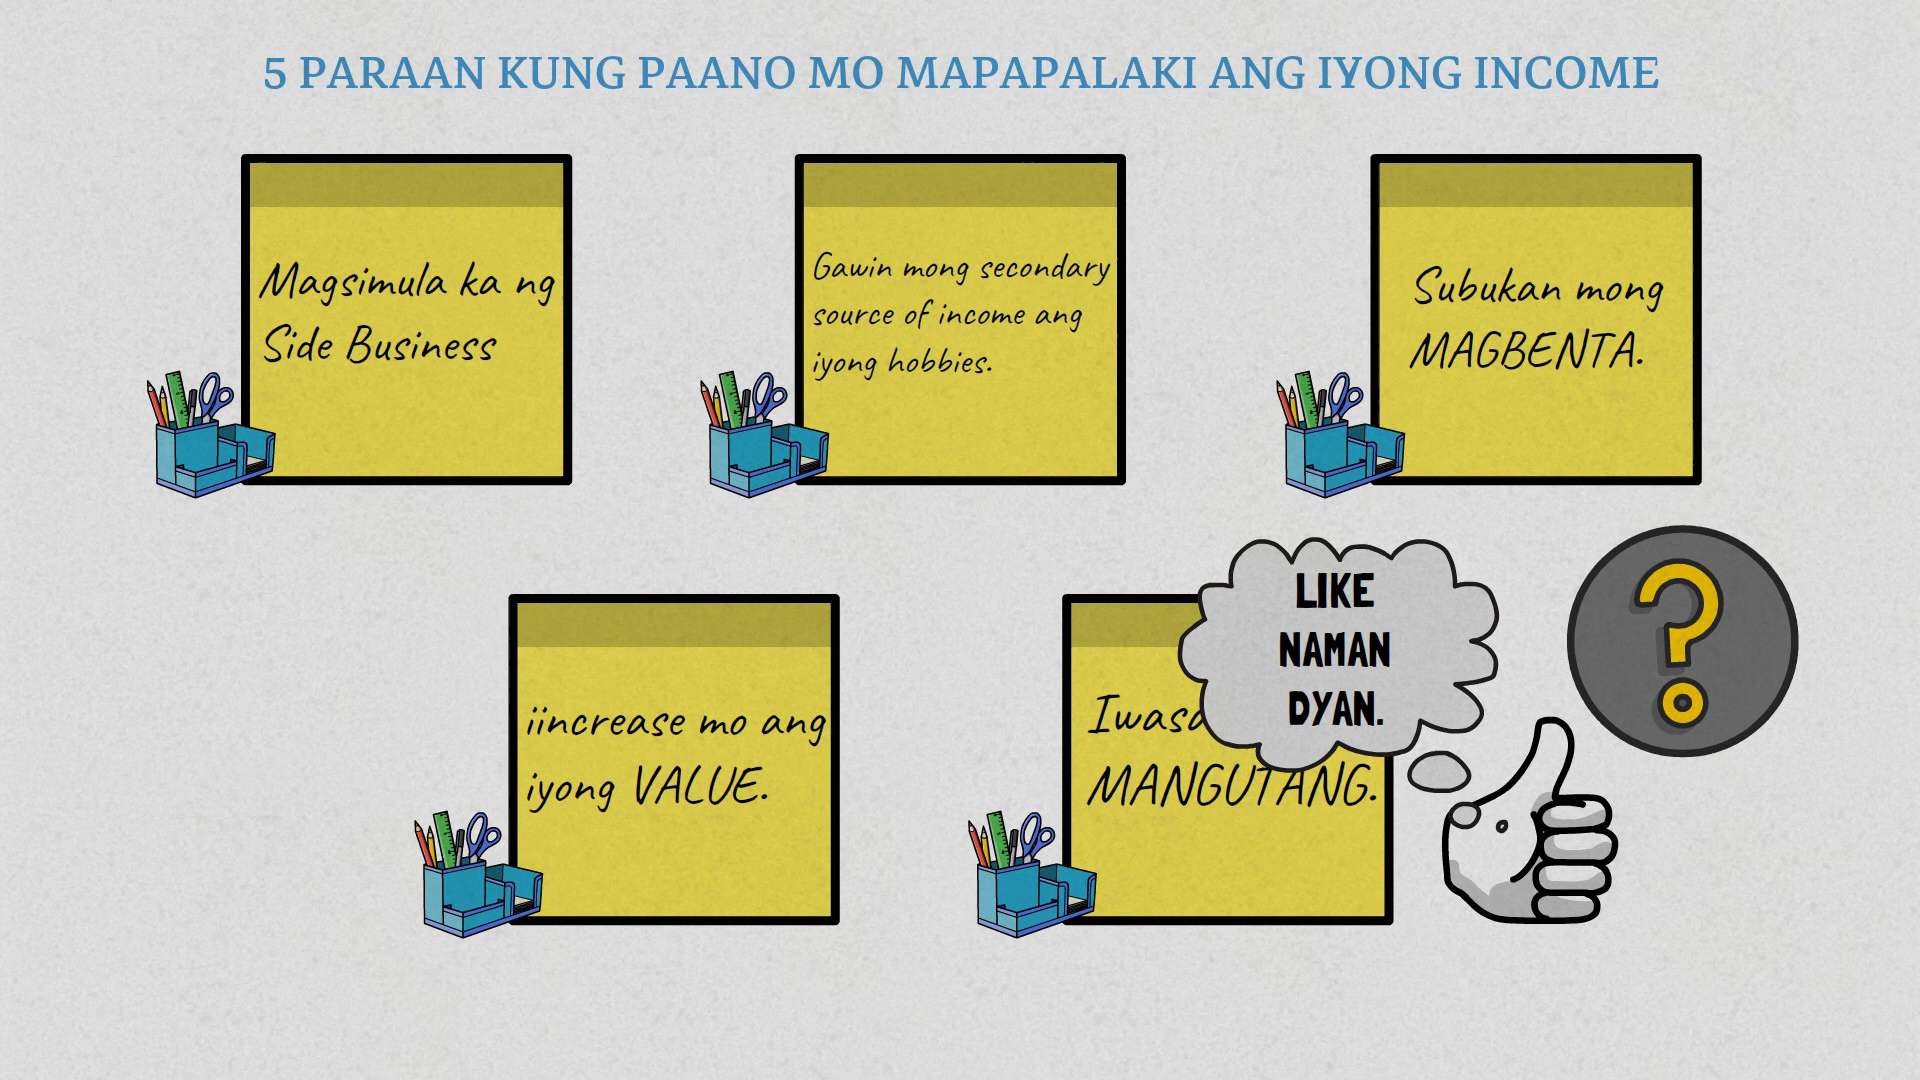 5 PARAAN KUNG PAANO MO MAPAPALAKI ANG IYONG INCOME
Magsimula ka ng
Side Business
Gawin mong secondary
source of income ang
iyong hobbies.
Subukan mong
MAGBENTA.
iincrease mo ang
iyong VALUE.
MANGUTANG.
LIKE
NAMAN
DYAN.